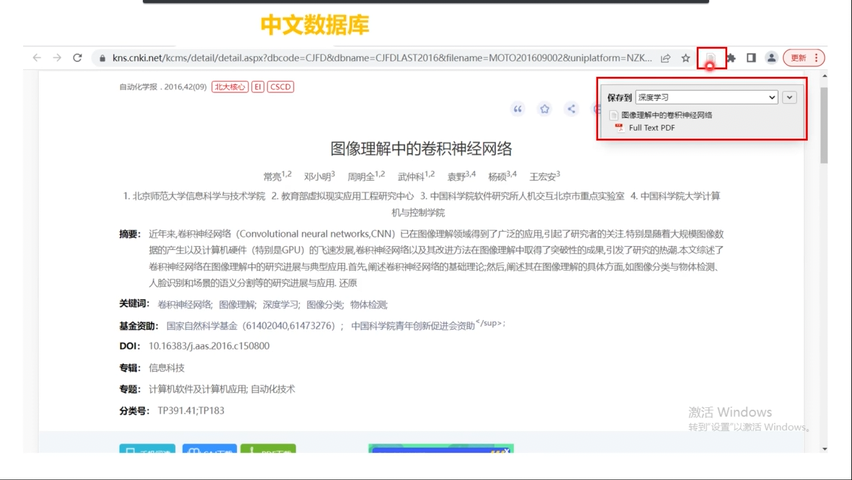 中文数据库
kns.cnki.net/kcms/detail/detail.aspx?dbcode=CJFD&dbname=CJFDLAST2016&filename=MOTO201609002&uniplatform=NZK...
更新
自动化学报 . 2016,42(09) 北大核心 EI CSCD
保存到 深度学习
图像理解中的卷积神经网络
Full Text PDF
图像理解中的卷积神经网络
常亮1,2 邓小明3 周明全1,2 武仲科1,2 袁野3,4 杨硕3,4 王宏安3
1. 北京师范大学信息科学与技术学院 2. 教育部虚拟现实应用工程研究中心 3. 中国科学院软件研究所人机交互北京市重点实验室 4. 中国科学院大学计算
机与控制学院
摘要: 近年来,卷积神经网络（Convolutional neural networks,CNN）已在图像理解领域得到了广泛的应用,引起了研究者的关注.特别是随着大规模图像数
据的产生以及计算机硬件（特别是GPU）的飞速发展,卷积神经网络以及其改进方法在图像理解中取得了突破性的成果,引发了研究的热潮.本文综述了
卷积神经网络在图像理解中的研究进展与典型应用.首先,阐述卷积神经网络的基础理论;然后,阐述其在图像理解的具体方面,如图像分类与物体检测、
人脸识别和场景的语义分割等的研究进展与应用. 还原
关键词: 卷积神经网络; 图像理解; 深度学习; 图像分类; 物体检测;
基金资助: 国家自然科学基金（61402040,61473276）; 中国科学院青年创新促进会资助</sup>;
DOI: 10.16383/j.aas.2016.c150800
专辑: 信息科技
专题: 计算机软件及计算机应用; 自动化技术
分类号: TP391.41;TP183
激活 Windows
转到"设置"以激活 Windows。